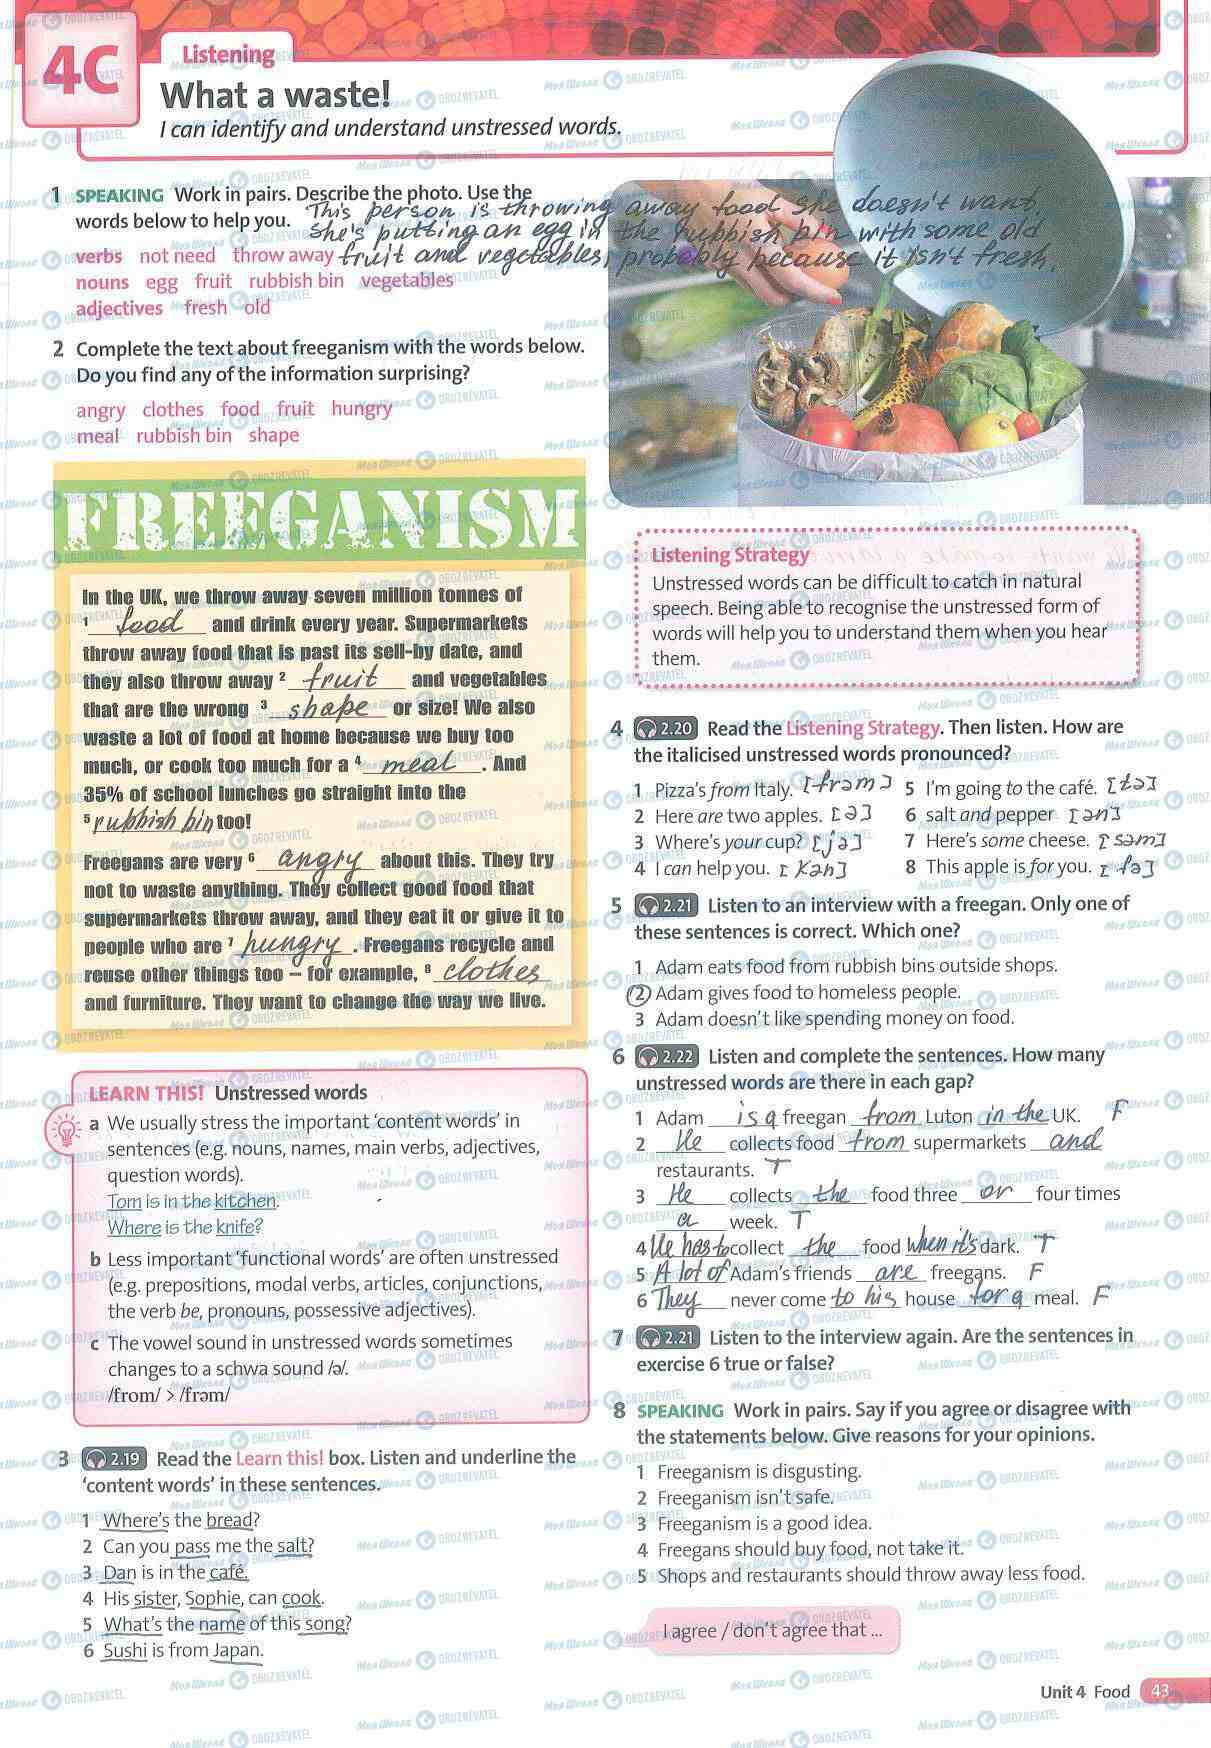 4C
Listening
What a waste!
I can identify and understand unstressed words.
1 SPEAKING Work in pairs. Describe the photo. Use the
words below to help you. This person is throwing away food she doesn't want.
She's putting an egg in the rubbish bin with some old
verbs not need throw away fruit and vegetables, probably because it isn't fresh.
nouns egg fruit rubbish bin vegetables
adjectives fresh old
2 Complete the text about freeganism with the words below.
Do you find any of the information surprising?
angry clothes food fruit hungry
meal rubbish bin shape
FREEGANISM
In the UK, we throw away seven million tonnes of
1 food and drink every year. Supermarkets
throw away food that is past its sell-by date, and
they also throw away 2 fruit and vegetables
that are the wrong 3 shape or size! We also
waste a lot of food at home because we buy too
much, or cook too much for a 4 meal. And
35% of school lunches go straight into the
5 rubbish bin too!
Freegans are very 6 angry about this. They try
not to waste anything. They collect good food that
supermarkets throw away, and they eat it or give it to
people who are 7 hungry. Freegans recycle and
reuse other things too – for example, 8 clothes
and furniture. They want to change the way we live.
LEARN THIS! Unstressed words
a We usually stress the important 'content words' in
sentences (e.g. nouns, names, main verbs, adjectives,
question words).
Tom is in the kitchen.
Where is the knife?
b Less important 'functional words' are often unstressed
(e.g. prepositions, modal verbs, articles, conjunctions,
the verb be, pronouns, possessive adjectives).
c The vowel sound in unstressed words sometimes
changes to a schwa sound /ə/.
/from/ > /frəm/
3 2.19 Read the Learn this! box. Listen and underline the
'content words' in these sentences.
1 Where's the bread?
2 Can you pass me the salt?
3 Dan is in the café.
4 His sister, Sophie, can cook.
5 What's the name of this song?
6 Sushi is from Japan.
Listening Strategy
Unstressed words can be difficult to catch in natural
speech. Being able to recognise the unstressed form of
words will help you to understand them when you hear
them.
4 2.20 Read the Listening Strategy. Then listen. How are
the italicised unstressed words pronounced?
1 Pizza's from Italy. [frəm] 5 I'm going to the café. [tə]
2 Here are two apples. [ə] 6 salt and pepper [ən]
3 Where's your cup? [jə] 7 Here's some cheese. [səm]
4 I can help you. [kən] 8 This apple is for you. [fə]
5 2.21 Listen to an interview with a freegan. Only one of
these sentences is correct. Which one?
1 Adam eats food from rubbish bins outside shops.
2 Adam gives food to homeless people.
3 Adam doesn't like spending money on food.
6 2.22 Listen and complete the sentences. How many
unstressed words are there in each gap?
1 Adam is a freegan from Luton in the UK. F
2 He collects food from supermarkets and
restaurants. T
3 He collects the food three or four times
a week. T
4 He has to collect the food when it's dark. T
5 A lot of Adam's friends are freegans. F
6 They never come to his house for a meal. F
7 2.21 Listen to the interview again. Are the sentences in
exercise 6 true or false?
8 SPEAKING Work in pairs. Say if you agree or disagree with
the statements below. Give reasons for your opinions.
1 Freeganism is disgusting.
2 Freeganism isn't safe.
3 Freeganism is a good idea.
4 Freegans should buy food, not take it.
5 Shops and restaurants should throw away less food.
I agree / don't agree that ...
Unit 4 Food 43